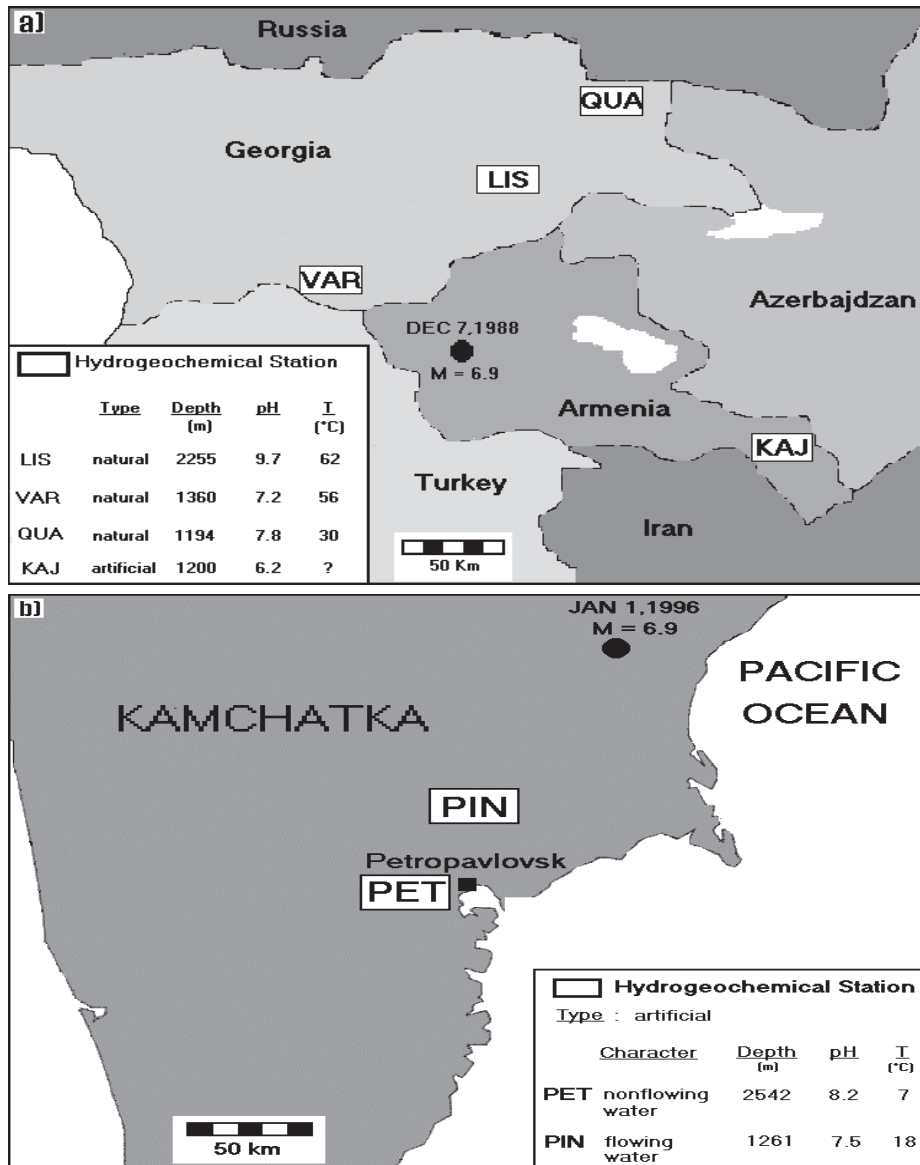 a)
Russia
QUA
Georgia
LIS
VAR
Azerbajdzan
DEC 7,1988
M = 6.9
Armenia
KAJ
Turkey
Iran
50 Km
Hydrogeochemical Station
Type Depth pH T
(m) (°C)
LIS natural 2255 9.7 62
VAR natural 1360 7.2 56
QUA natural 1194 7.8 30
KAJ artificial 1200 6.2 ?
b)
JAN 1,1996
M = 6.9
PACIFIC
OCEAN
KAMCHATKA
PIN
Petropavlovsk
PET
50 km
Hydrogeochemical Station
Type : artificial
Character Depth pH T
(m) (°C)
PET nonflowing 2542 8.2 7
water
PIN flowing 1261 7.5 18
water